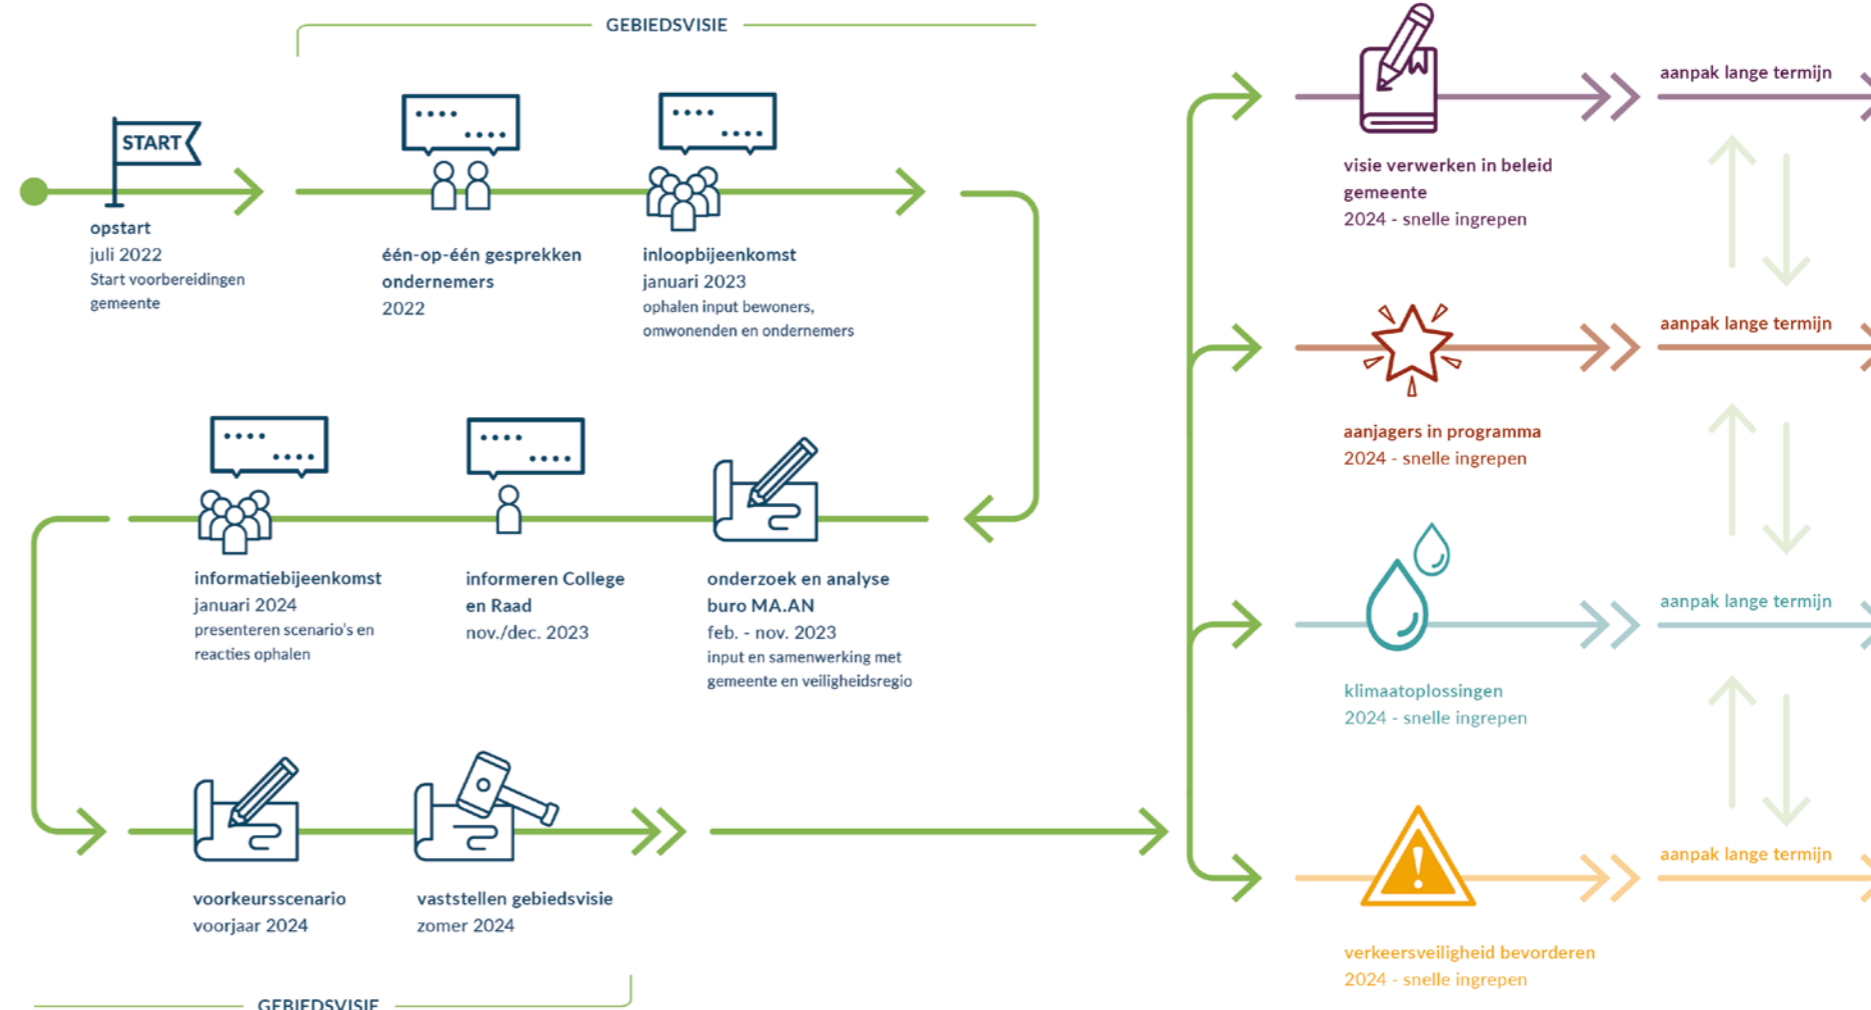 GEBIEDSVISIE
START
opstart
juli 2022
Start voorbereidingen
gemeente
één-op-één gesprekken
ondernemers
2022
inloopbijeenkomst
januari 2023
ophalen input bewoners,
omwonenden en ondernemers
informatiebijeenkomst
januari 2024
presenteren scenario's en
reacties ophalen
informeren College
en Raad
nov./dec. 2023
onderzoek en analyse
buro MA.AN
feb. - nov. 2023
input en samenwerking met
gemeente en veiligheidsregio
voorkeursscenario
voorjaar 2024
vaststellen gebiedsvisie
zomer 2024
GEBIEDSVISIE
visie verwerken in beleid
gemeente
2024 - snelle ingrepen
aanpak lange termijn
aanjagers in programma
2024 - snelle ingrepen
aanpak lange termijn
klimaatoplossingen
2024 - snelle ingrepen
aanpak lange termijn
verkeersveiligheid bevorderen
2024 - snelle ingrepen
aanpak lange termijn